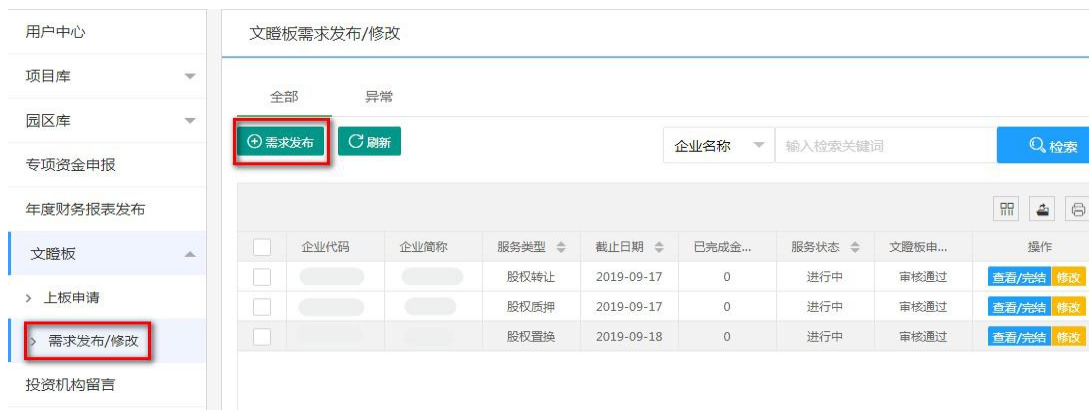 用户中心
项目库
园区库
专项资金申报
年度财务报表发布
文瞪板
上板申请
需求发布/修改
投资机构留言
文瞪板需求发布/修改
全部 异常
需求发布 刷新 企业名称 输入检索关键词 检索
企业代码 企业简称 服务类型 截止日期 已完成金... 服务状态 文瞪板申... 操作
股权转让 2019-09-17 0 进行中 审核通过 查看/完结 修改
股权质押 2019-09-17 0 进行中 审核通过 查看/完结 修改
股权置换 2019-09-18 0 进行中 审核通过 查看/完结 修改